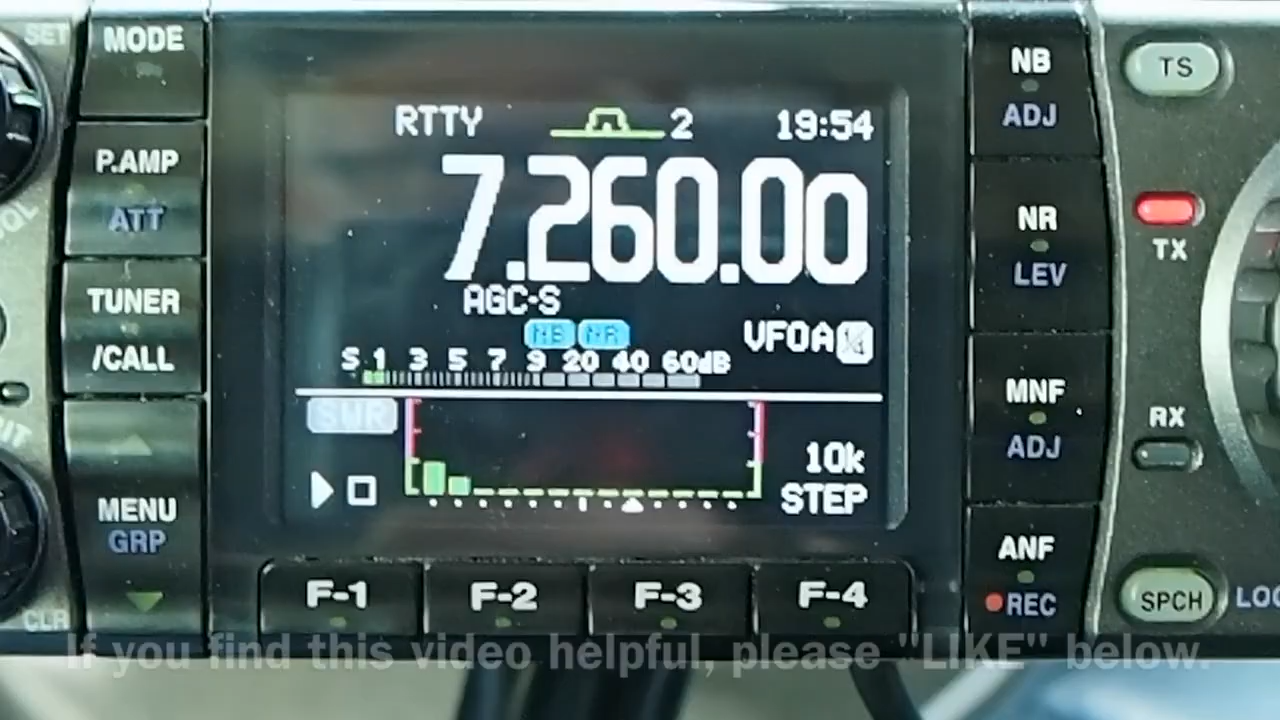 SET
MODE
NB
ADJ
TS
RTTY 2 19:54
7.260.00
P.AMP
ATT
NR
LEV
TX
AGC-S
NB NR
VFOA
TUNER
/CALL
S 1 3 5 7 9 20 40 60dB
SWR
MNF
ADJ
RX
10k
STEP
MENU
GRP
ANF
REC
F-1 F-2 F-3 F-4
SPCH
CLR
If you find this video helpful, please "LIKE" below.